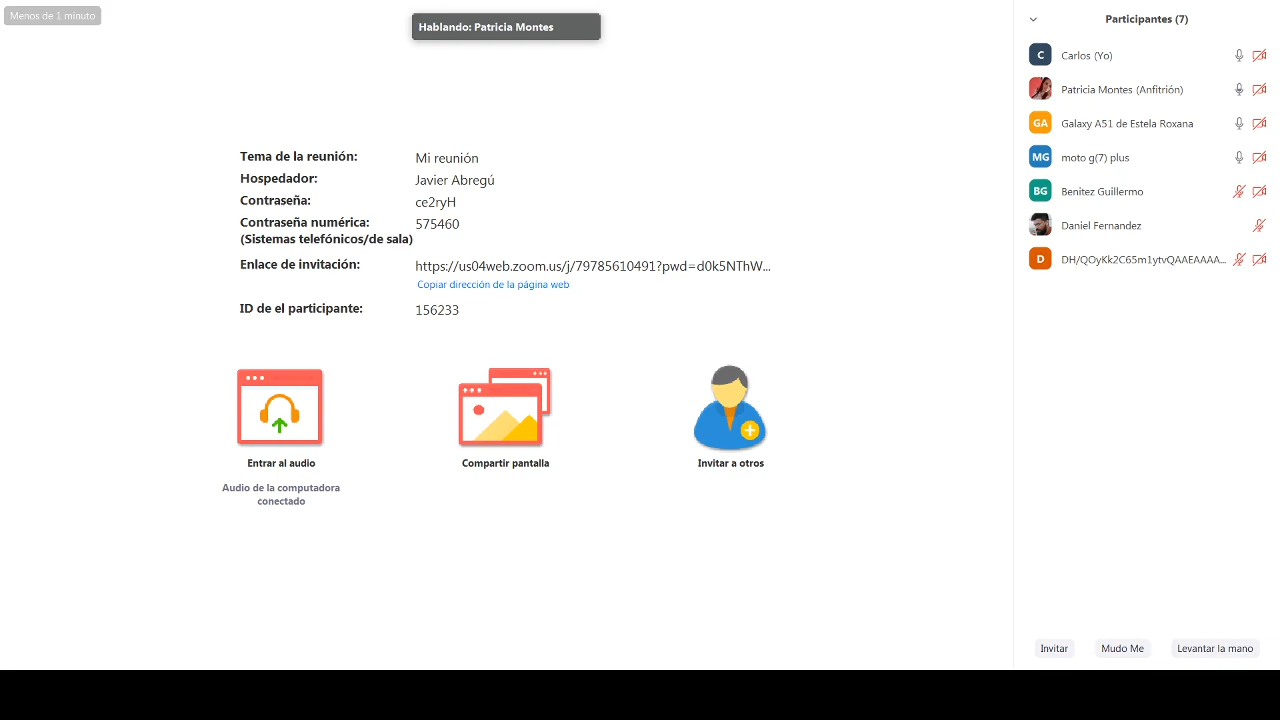 Menos de 1 minuto
Hablando: Patricia Montes
Participantes (7)
Tema de la reunión: Mi reunión
Hospedador: Javier Abregú
Contraseña: ce2ryH
Contraseña numérica: 575460
(Sistemas telefónicos/de sala)
Enlace de invitación: https://us04web.zoom.us/j/79785610491?pwd=d0k5NThW...
Copiar dirección de la página web
ID de el participante: 156233
Entrar al audio
Audio de la computadora
conectado
Compartir pantalla
Invitar a otros
C Carlos (Yo)
Patricia Montes (Anfitrión)
GA Galaxy A51 de Estela Roxana
MG moto g(7) plus
BG Benitez Guillermo
Daniel Fernandez
D DH/QOyKk2C65m1ytvQAAEAAAA...
Invitar
Mudo Me
Levantar la mano